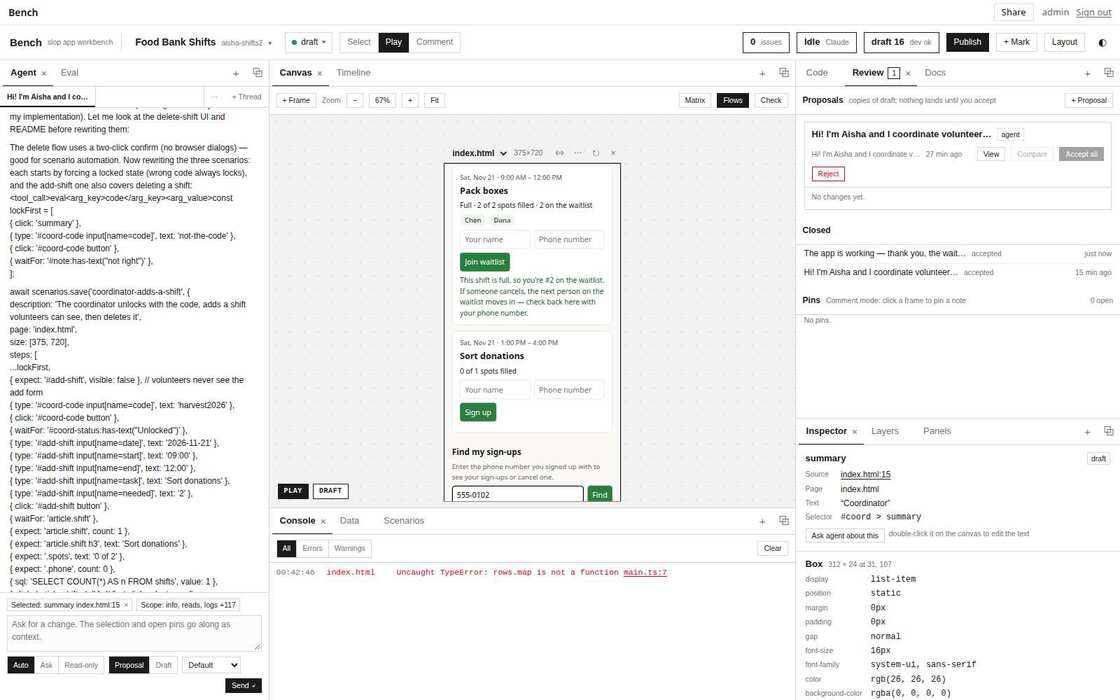 Bench
Share admin Sign out
Bench slop app workbench Food Bank Shifts aisha-shifts2 draft Select Play Comment 0 issues Idle Claude draft 16 dev ok Publish + Mark Layout
Agent × Eval +
Hi! I'm Aisha and I co… ··· + Thread
my implementation). Let me look at the delete-shift UI and
README before rewriting them:
The delete flow uses a two-click confirm (no browser dialogs) —
good for scenario automation. Now rewriting the three scenarios:
each starts by forcing a locked state (wrong code always locks),
and the add-shift one also covers deleting a shift:
<tool_call>eval<arg_key>code</arg_key><arg_value>const
lockFirst = [
{ click: 'summary' },
{ type: '#coord-code input[name=code]', text: 'not-the-code' },
{ click: '#coord-code button' },
{ waitFor: '#note:has-text("not right")' },
];
await scenarios.save('coordinator-adds-a-shift', {
description: 'The coordinator unlocks with the code, adds a shift
volunteers can see, then deletes it',
page: 'index.html',
size: [375, 720],
steps; [
...lockFirst,
{ expect: '#add-shift', visible: false }, // volunteers never see the
add form
{ type: '#coord-code input[name=code]', text: 'harvest2026' },
{ click: '#coord-code button' },
{ waitFor: '#coord-status:has-text("Unlocked")' },
{ type: '#add-shift input[name=date]', text: '2026-11-21' },
{ type: '#add-shift input[name=start]', text: '09:00' },
{ type: '#add-shift input[name=end]', text: '12:00' },
{ type: '#add-shift input[name=task]', text: 'Sort donations' },
{ type: '#add-shift input[name=needed]', text: '2' },
{ click: '#add-shift button' },
{ waitFor: 'article.shift' },
{ expect: 'article.shift', count: 1 },
{ expect: 'article.shift h3', text: 'Sort donations' },
{ expect: '.spots', text: '0 of 2' },
{ expect: '.phone', count: 0 },
{ sql: 'SELECT COUNT(*) AS n FROM shifts', value: 1 },
Selected: summary index.html:15 × Scope: info, reads, logs +117
Ask for a change. The selection and open pins go along as
context.
Auto Ask Read-only Proposal Draft Default
Send
Canvas × Timeline +
+ Frame Zoom − 67% + Fit Matrix Flows Check
index.html 375×720 ··· ×
Sat, Nov 21 · 9:00 AM – 12:00 PM
Pack boxes
Full · 2 of 2 spots filled · 2 on the waitlist
Chen Dana
Your name Phone number
Join waitlist
This shift is full, so you're #2 on the waitlist.
If someone cancels, the next person on the
waitlist moves in — check back here with
your phone number.
Sat, Nov 21 · 1:00 PM – 4:00 PM
Sort donations
0 of 1 spots filled
Your name Phone number
Sign up
Find my sign-ups
Enter the phone number you signed up with to
see your sign-ups or cancel one.
555-0102 Find
PLAY DRAFT
Console × Data Scenarios +
All Errors Warnings Clear
00:42:46 index.html Uncaught TypeError: rows.map is not a function main.ts:7
Code Review 1 × Docs +
Proposals copies of draft; nothing lands until you accept + Proposal
Hi! I'm Aisha and I coordinate volunteer… agent
Hi! I'm Aisha and I coordinate v… 27 min ago View Compare Accept all
Reject
No changes yet.
Closed
The app is working — thank you, the wait… accepted just now
Hi! I'm Aisha and I coordinate volunteer… accepted 15 min ago
Pins Comment mode: click a frame to pin a note 0 open
No pins.
Inspector × Layers Panels +
summary draft
Source index.html:15
Page index.html
Text “Coordinator”
Selector #coord > summary
Ask agent about this double-click it on the canvas to edit the text
Box 312 × 24 at 31, 107
display list-item
position static
margin 0px
padding 0px
gap normal
font-size 16px
font-family system-ui, sans-serif
color rgb(26, 26, 26)
background-color rgba(0, 0, 0, 0)